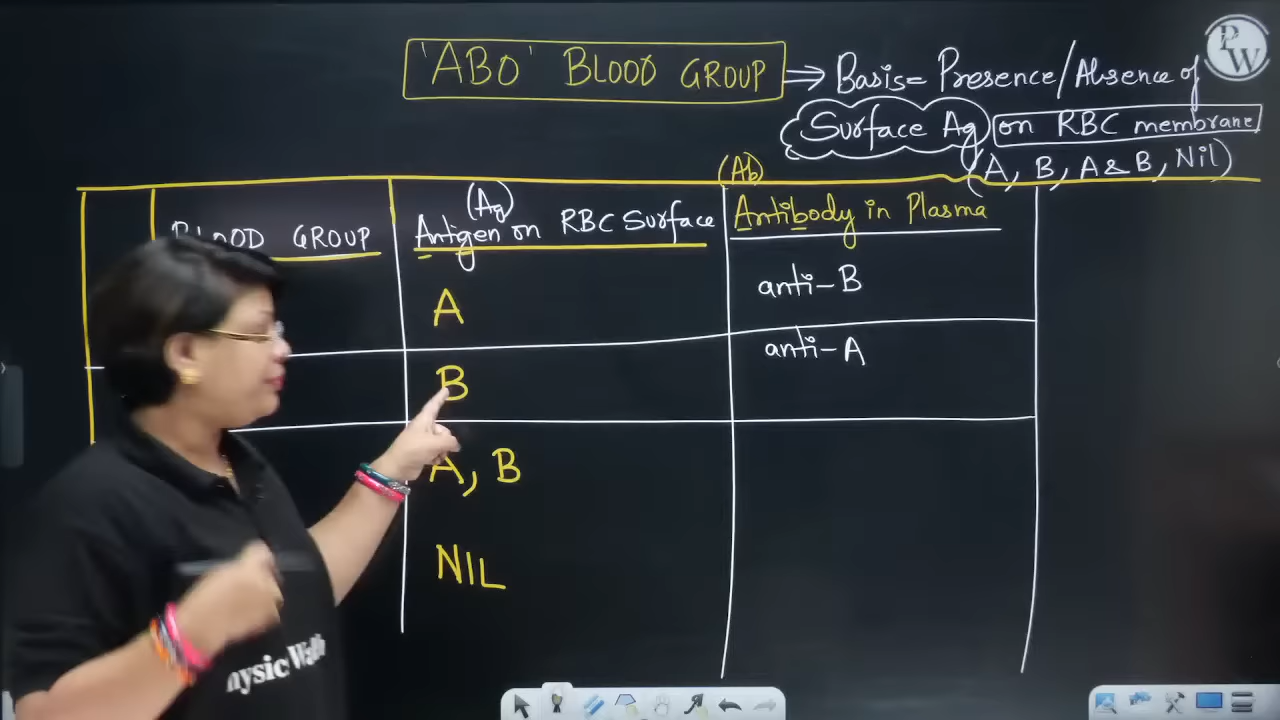 'ABO' BLOOD GROUP → Basis = Presence/Absence of
Surface Ag on RBC membrane
(A, B, A & B, Nil)
PW
BLOOD GROUP
(Ag)
Antigen on RBC Surface
(Ab)
Antibody in Plasma
A
anti-B
B
anti-A
A, B
NIL